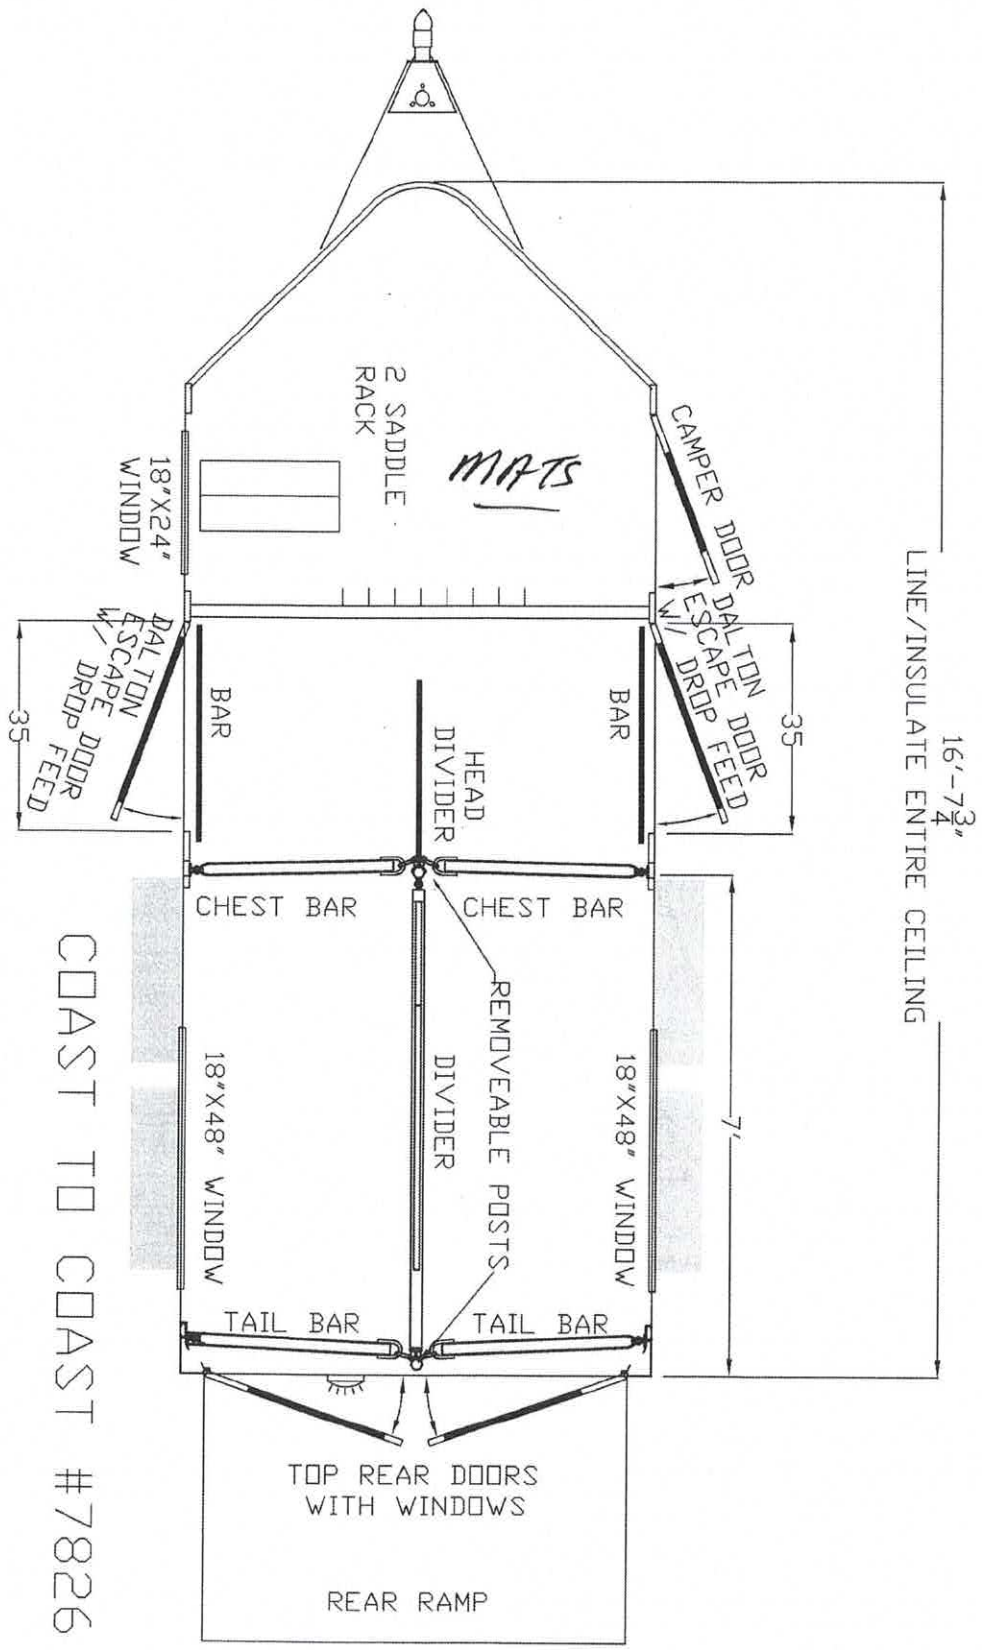 16'-7 3/4"
LINE/INSULATE ENTIRE CEILING
CAMPER DOOR
2 SADDLE
RACK
MATS
18"X24"
WINDOW
DALTON
ESCAPE DOOR
W/ DROP FEED
35
DALTON
ESCAPE DOOR
W/ DROP FEED
35
BAR
BAR
HEAD
DIVIDER
CHEST BAR
CHEST BAR
REMOVEABLE POSTS
DIVIDER
7'
18"X48" WINDOW
18"X48" WINDOW
TAIL BAR
TAIL BAR
TOP REAR DOORS
WITH WINDOWS
REAR RAMP
COAST TO COAST #7826